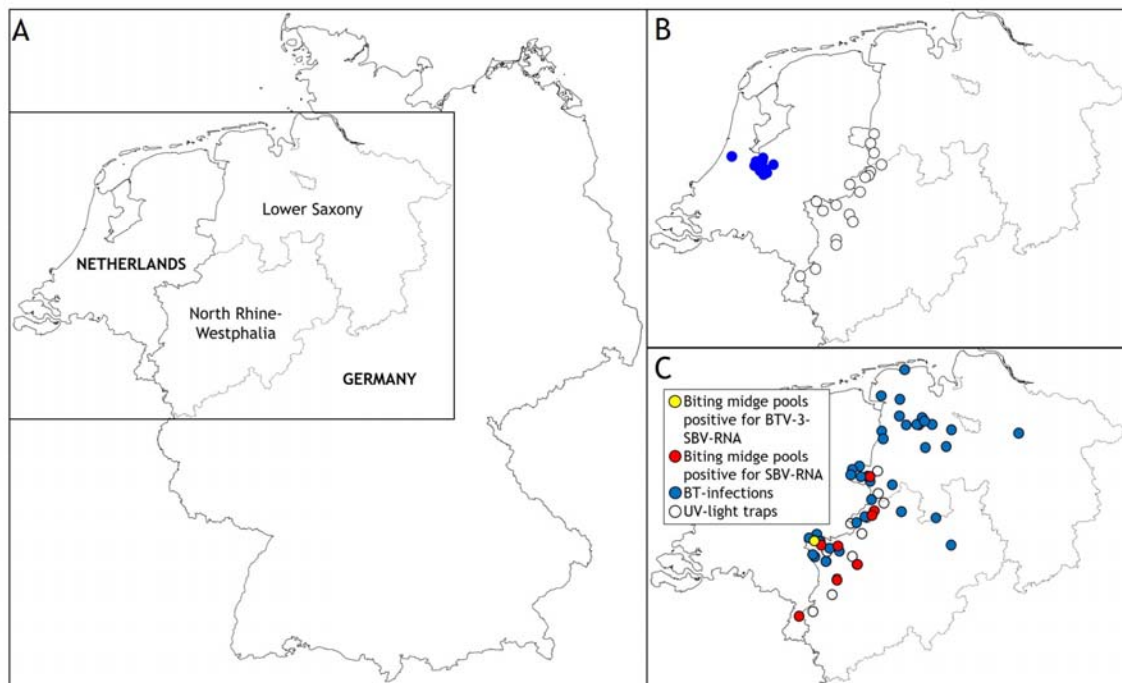 A
Lower Saxony
NETHERLANDS
North Rhine-
Westphalia
GERMANY
B
C
Biting midge pools
positive for BTV-3-
SBV-RNA
Biting midge pools
positive for SBV-RNA
BT-infections
UV-light traps